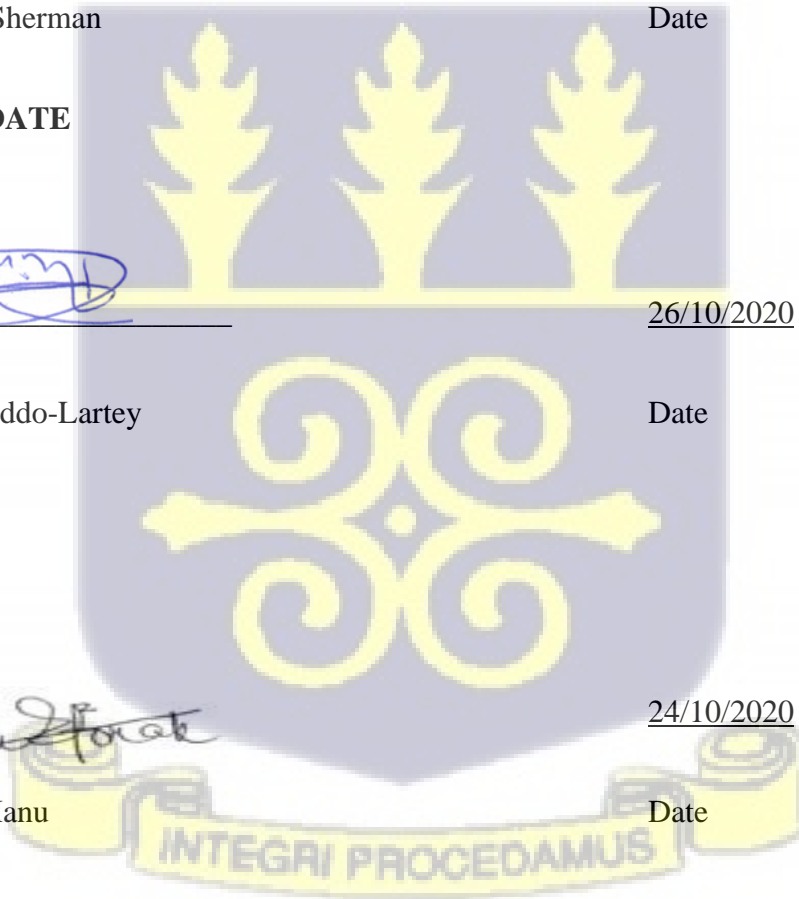 Sherman Date
DATE
26/10/2020
ddo-Lartey Date
24/10/2020
anu Date
INTEGRI PROCEDAMUS